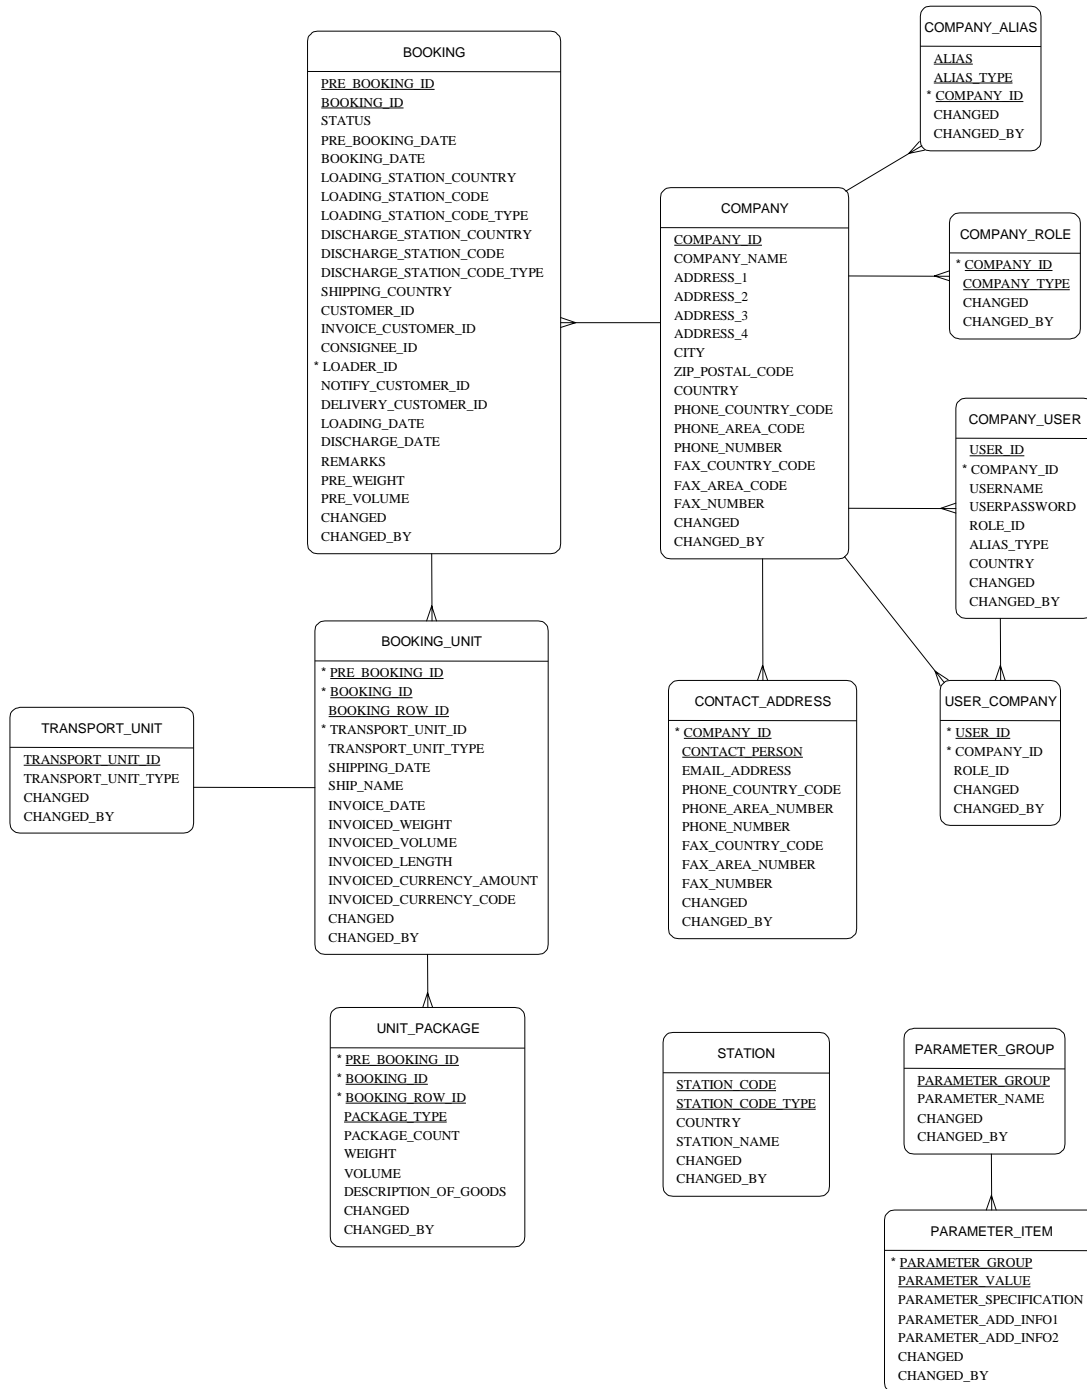 BOOKING
PRE_BOOKING_ID
BOOKING_ID
STATUS
PRE_BOOKING_DATE
BOOKING_DATE
LOADING_STATION_COUNTRY
LOADING_STATION_CODE
LOADING_STATION_CODE_TYPE
DISCHARGE_STATION_COUNTRY
DISCHARGE_STATION_CODE
DISCHARGE_STATION_CODE_TYPE
SHIPPING_COUNTRY
CUSTOMER_ID
INVOICE_CUSTOMER_ID
CONSIGNEE_ID
* LOADER_ID
NOTIFY_CUSTOMER_ID
DELIVERY_CUSTOMER_ID
LOADING_DATE
DISCHARGE_DATE
REMARKS
PRE_WEIGHT
PRE_VOLUME
CHANGED
CHANGED_BY
COMPANY_ALIAS
ALIAS
ALIAS_TYPE
* COMPANY_ID
CHANGED
CHANGED_BY
COMPANY
COMPANY_ID
COMPANY_NAME
ADDRESS_1
ADDRESS_2
ADDRESS_3
ADDRESS_4
CITY
ZIP_POSTAL_CODE
COUNTRY
PHONE_COUNTRY_CODE
PHONE_AREA_CODE
PHONE_NUMBER
FAX_COUNTRY_CODE
FAX_AREA_CODE
FAX_NUMBER
CHANGED
CHANGED_BY
COMPANY_ROLE
* COMPANY_ID
COMPANY_TYPE
CHANGED
CHANGED_BY
COMPANY_USER
USER_ID
* COMPANY_ID
USERNAME
USERPASSWORD
ROLE_ID
ALIAS_TYPE
COUNTRY
CHANGED
CHANGED_BY
BOOKING_UNIT
* PRE_BOOKING_ID
* BOOKING_ID
BOOKING_ROW_ID
* TRANSPORT_UNIT_ID
TRANSPORT_UNIT_TYPE
SHIPPING_DATE
SHIP_NAME
INVOICE_DATE
INVOICED_WEIGHT
INVOICED_VOLUME
INVOICED_LENGTH
INVOICED_CURRENCY_AMOUNT
INVOICED_CURRENCY_CODE
CHANGED
CHANGED_BY
TRANSPORT_UNIT
TRANSPORT_UNIT_ID
TRANSPORT_UNIT_TYPE
CHANGED
CHANGED_BY
CONTACT_ADDRESS
* COMPANY_ID
CONTACT_PERSON
EMAIL_ADDRESS
PHONE_COUNTRY_CODE
PHONE_AREA_NUMBER
PHONE_NUMBER
FAX_COUNTRY_CODE
FAX_AREA_NUMBER
FAX_NUMBER
CHANGED
CHANGED_BY
USER_COMPANY
* USER_ID
* COMPANY_ID
ROLE_ID
CHANGED
CHANGED_BY
UNIT_PACKAGE
* PRE_BOOKING_ID
* BOOKING_ID
* BOOKING_ROW_ID
PACKAGE_TYPE
PACKAGE_COUNT
WEIGHT
VOLUME
DESCRIPTION_OF_GOODS
CHANGED
CHANGED_BY
STATION
STATION_CODE
STATION_CODE_TYPE
COUNTRY
STATION_NAME
CHANGED
CHANGED_BY
PARAMETER_GROUP
PARAMETER_GROUP
PARAMETER_NAME
CHANGED
CHANGED_BY
PARAMETER_ITEM
* PARAMETER_GROUP
PARAMETER_VALUE
PARAMETER_SPECIFICATION
PARAMETER_ADD_INFO1
PARAMETER_ADD_INFO2
CHANGED
CHANGED_BY